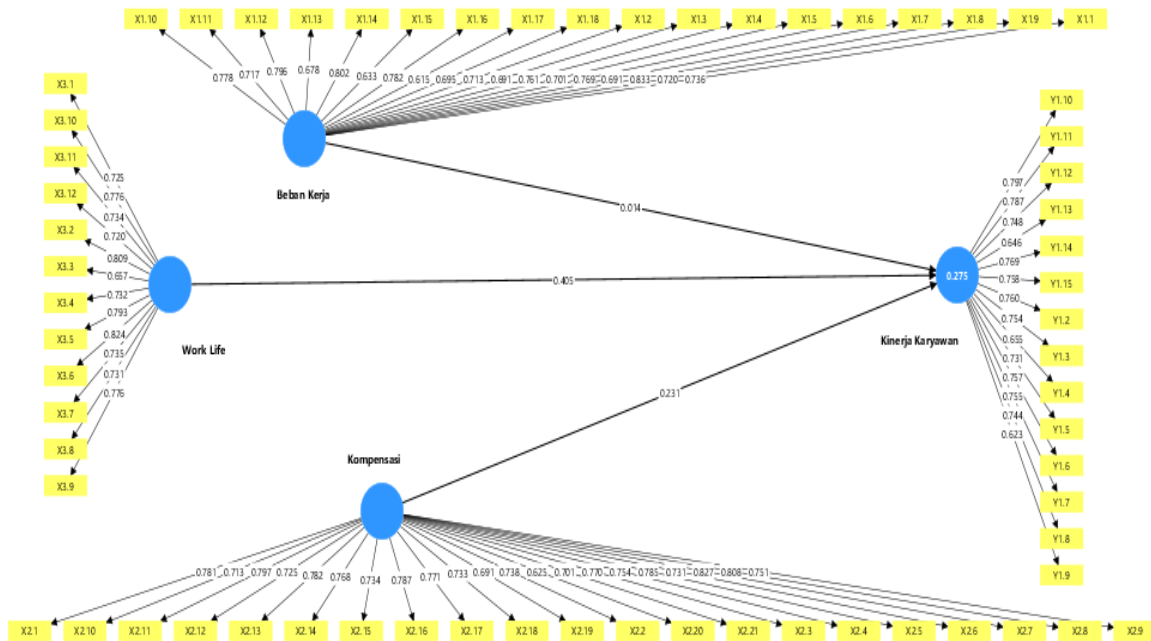 X1.10 X1.11 X1.12 X1.13 X1.14 X1.15 X1.16 X1.17 X1.18 X1.2 X1.3 X1.4 X1.5 X1.6 X1.7 X1.8 X1.9 X1.1
0.778 0.717 0.796 0.678 0.802 0.633 0.782 0.615 0.695 0.713 0.691 0.761 0.701 0.769 0.691 0.833 0.720 0.736
Beban Kerja
X3.1
X3.10
X3.11
X3.12
X3.2
X3.3
X3.4
X3.5
X3.6
X3.7
X3.8
X3.9
0.725
0.776
0.734
0.720
0.809
0.657
0.732
0.793
0.824
0.735
0.731
0.776
Work Life
0.014
0.405
0.231
0.275
Kinerja Karyawan
0.797
0.787
0.748
0.646
0.769
0.758
0.760
0.754
0.655
0.731
0.757
0.755
0.744
0.623
Y1.10
Y1.11
Y1.12
Y1.13
Y1.14
Y1.15
Y1.2
Y1.3
Y1.4
Y1.5
Y1.6
Y1.7
Y1.8
Y1.9
Kompensasi
0.781 0.713 0.797 0.725 0.782 0.768 0.734 0.787 0.771 0.733 0.691 0.738 0.625 0.701 0.770 0.754 0.785 0.731 0.827 0.808 0.751
X2.1 X2.10 X2.11 X2.12 X2.13 X2.14 X2.15 X2.16 X2.17 X2.18 X2.19 X2.2 X2.20 X2.21 X2.3 X2.4 X2.5 X2.6 X2.7 X2.8 X2.9